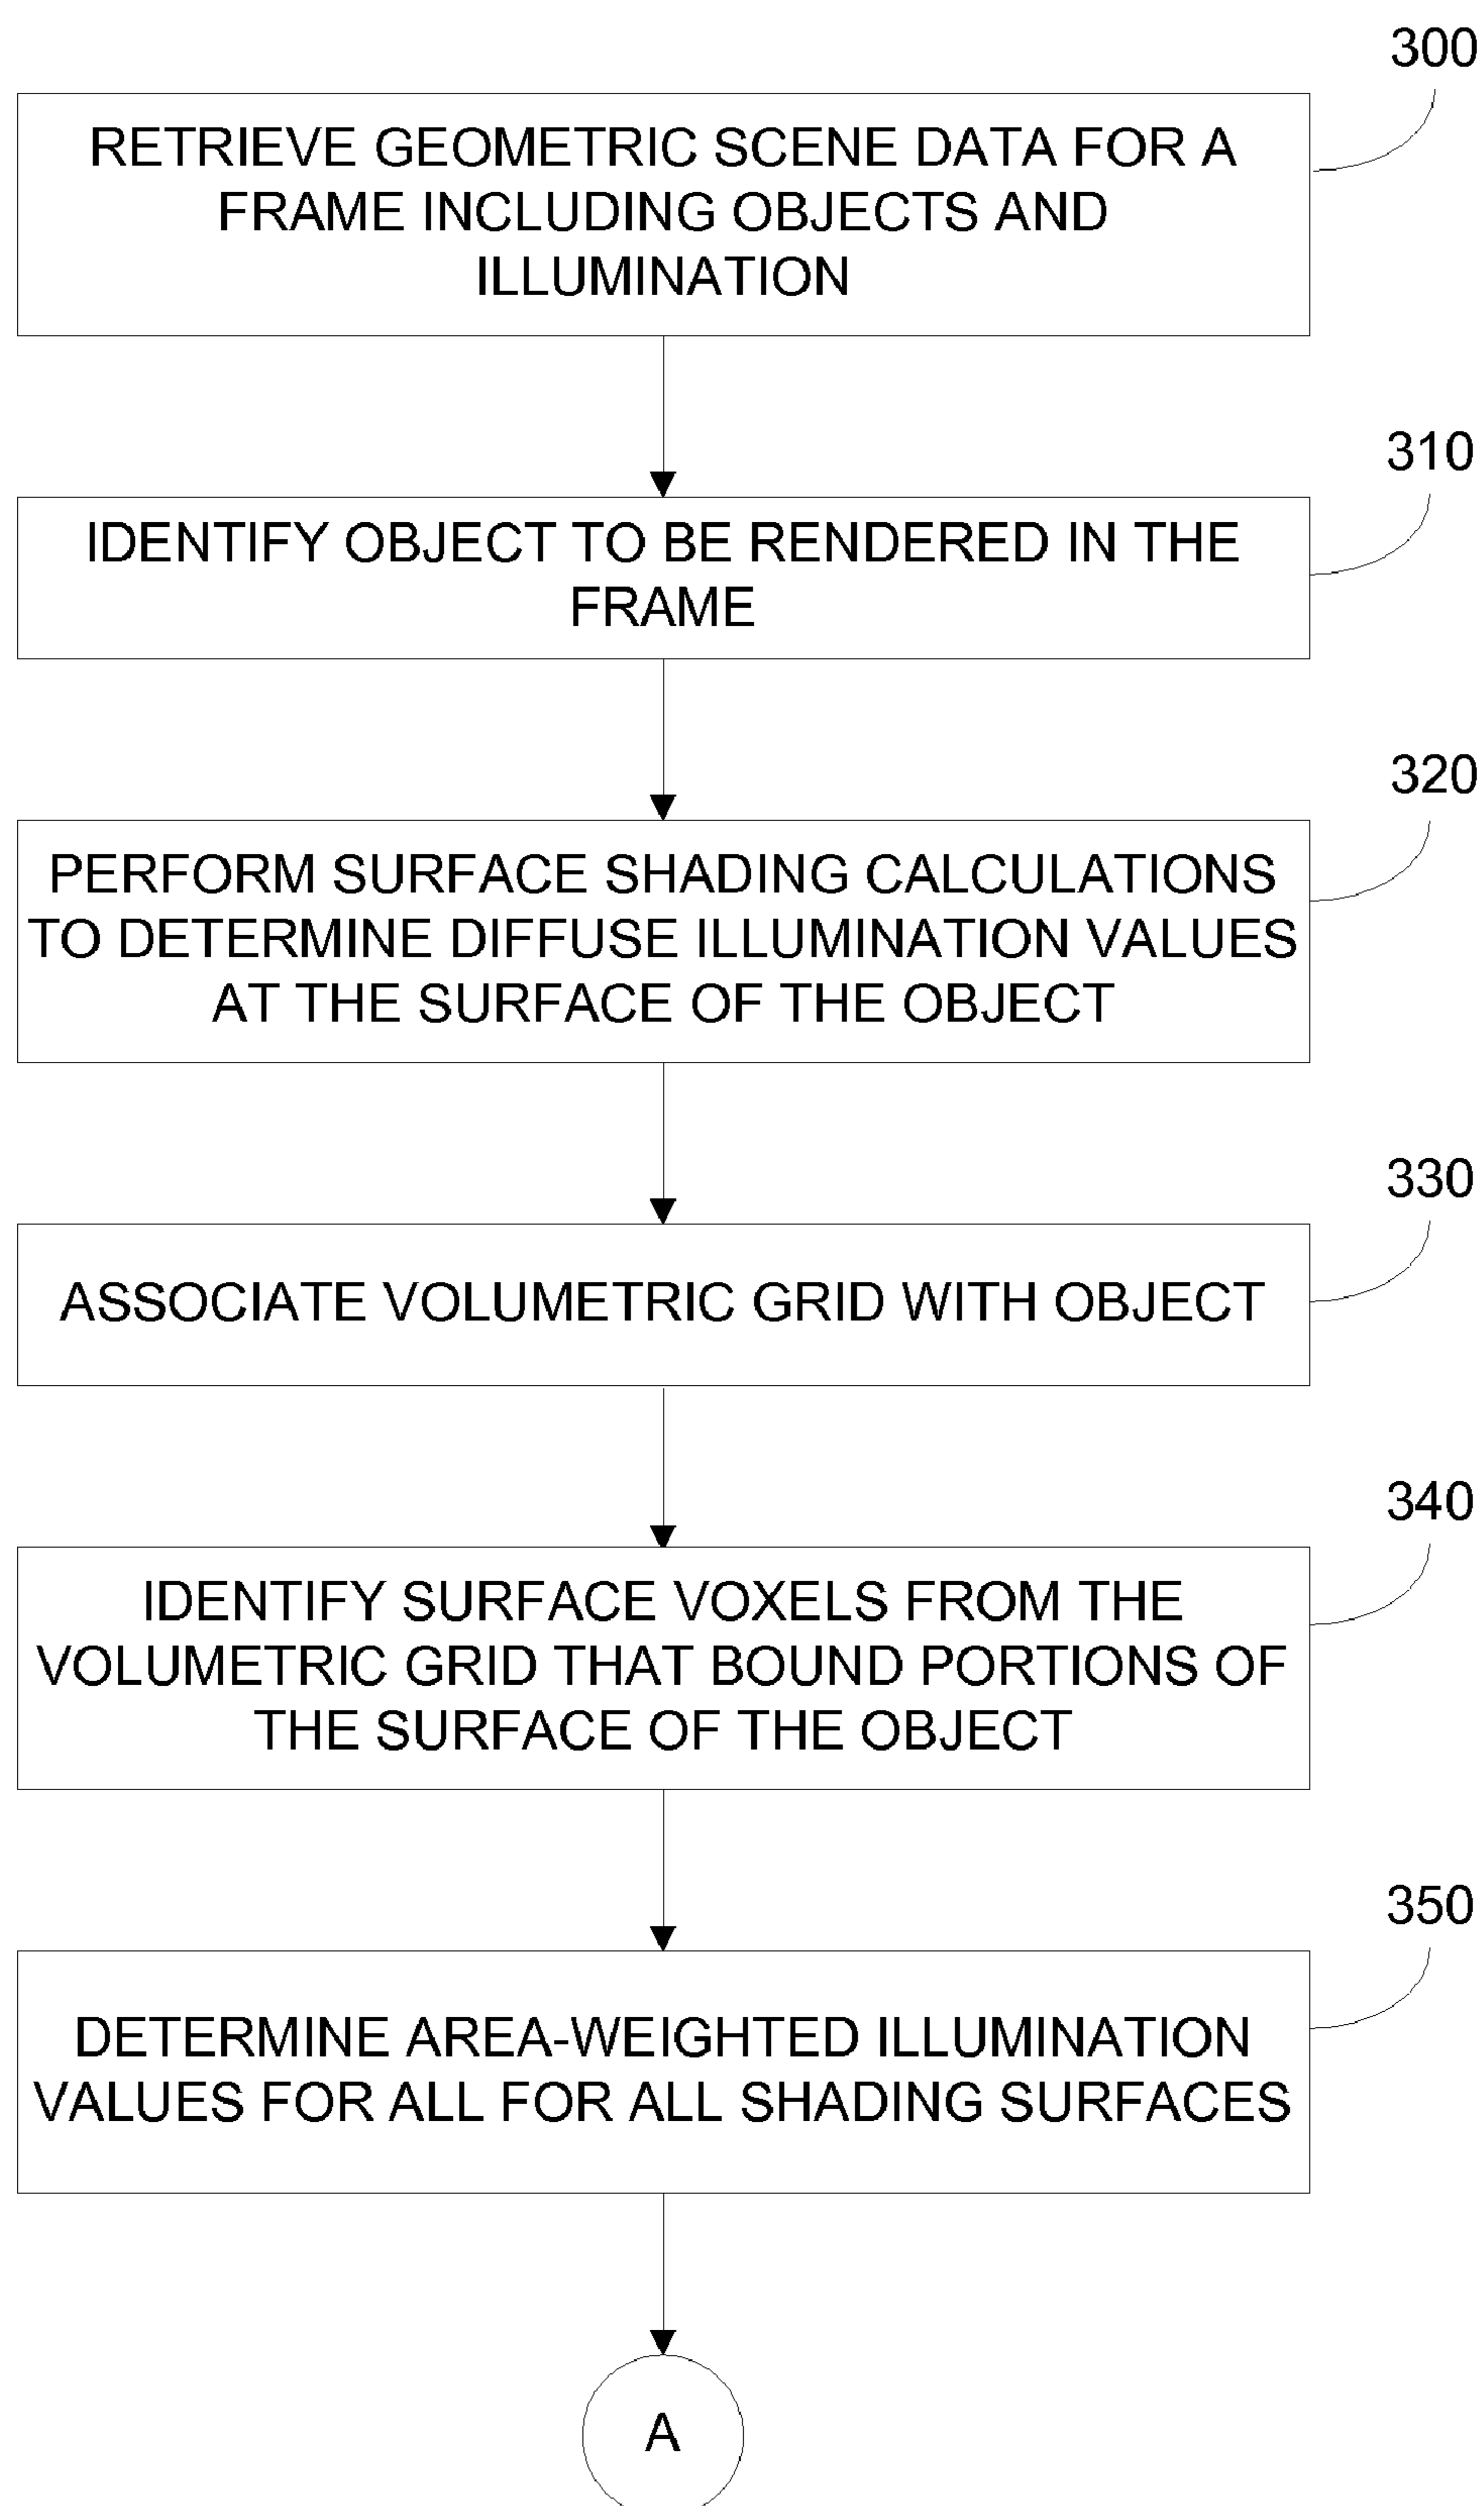 300
RETRIEVE GEOMETRIC SCENE DATA FOR A
FRAME INCLUDING OBJECTS AND
ILLUMINATION
310
IDENTIFY OBJECT TO BE RENDERED IN THE
FRAME
320
PERFORM SURFACE SHADING CALCULATIONS
TO DETERMINE DIFFUSE ILLUMINATION VALUES
AT THE SURFACE OF THE OBJECT
330
ASSOCIATE VOLUMETRIC GRID WITH OBJECT
340
IDENTIFY SURFACE VOXELS FROM THE
VOLUMETRIC GRID THAT BOUND PORTIONS OF
THE SURFACE OF THE OBJECT
350
DETERMINE AREA-WEIGHTED ILLUMINATION
VALUES FOR ALL FOR ALL SHADING SURFACES
A